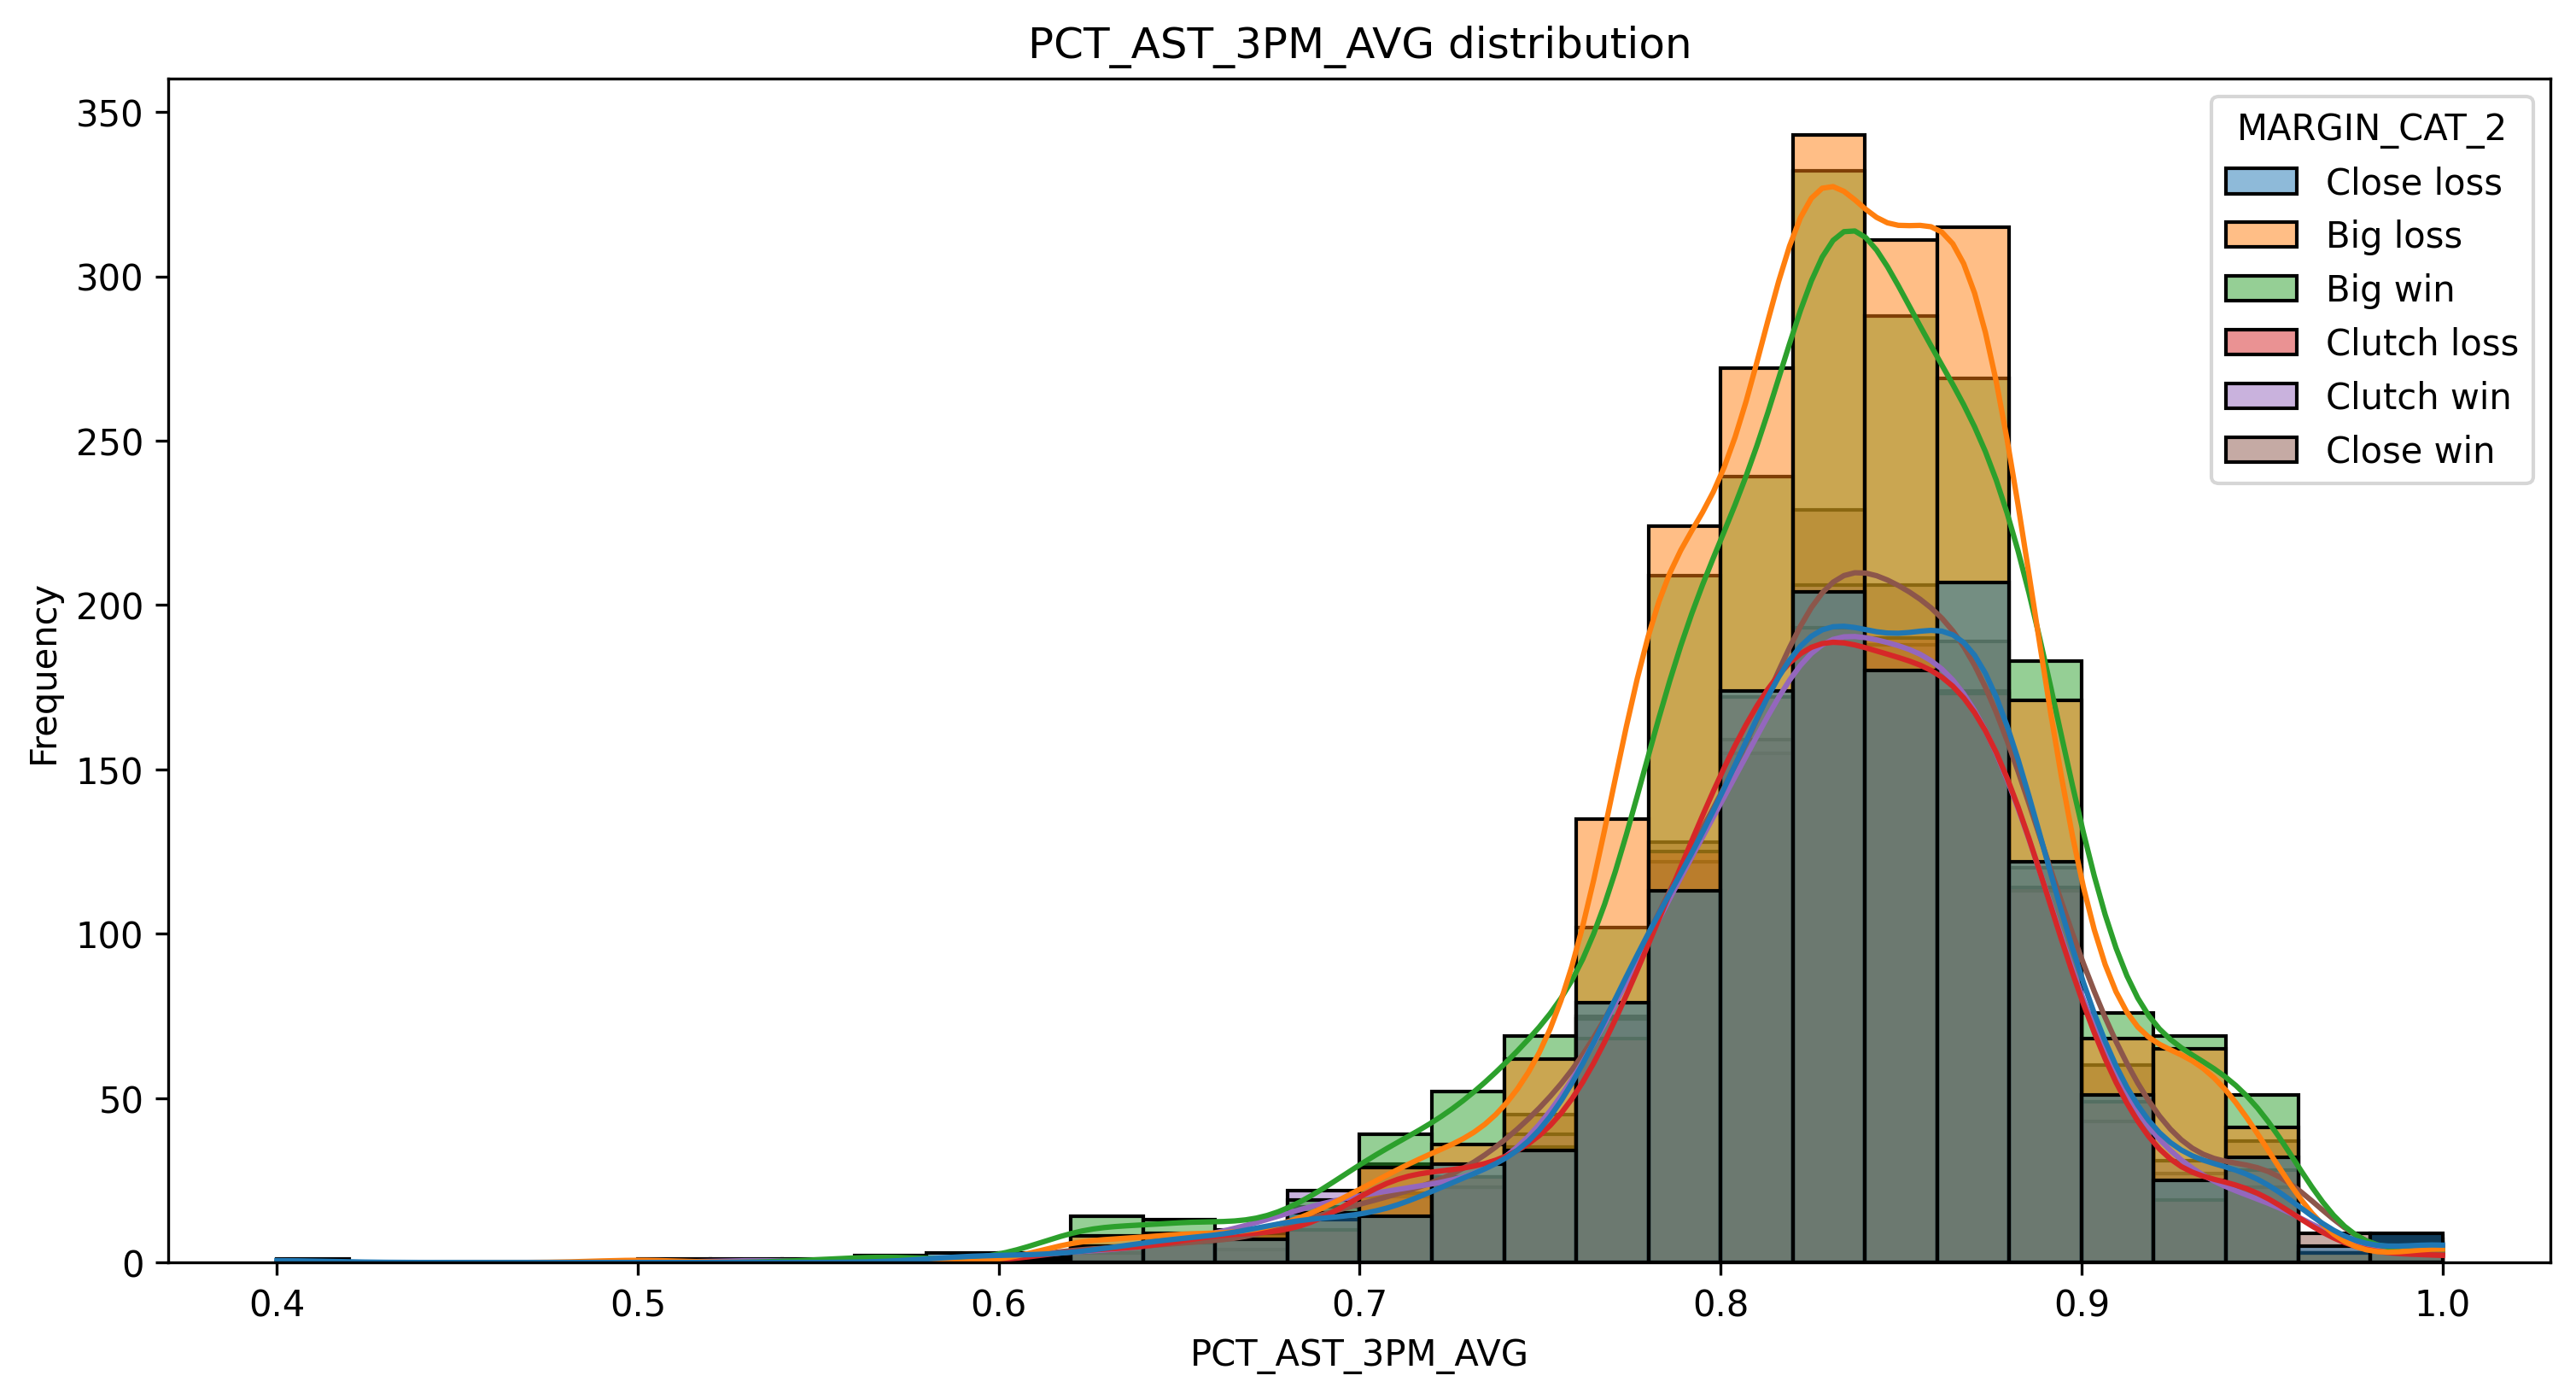 PCT_AST_3PM_AVG distribution
350
300
250
200
150
100
50
0
Frequency
MARGIN_CAT_2
Close loss
Big loss
Big win
Clutch loss
Clutch win
Close win
0.4 0.5 0.6 0.7 0.8 0.9 1.0
PCT_AST_3PM_AVG